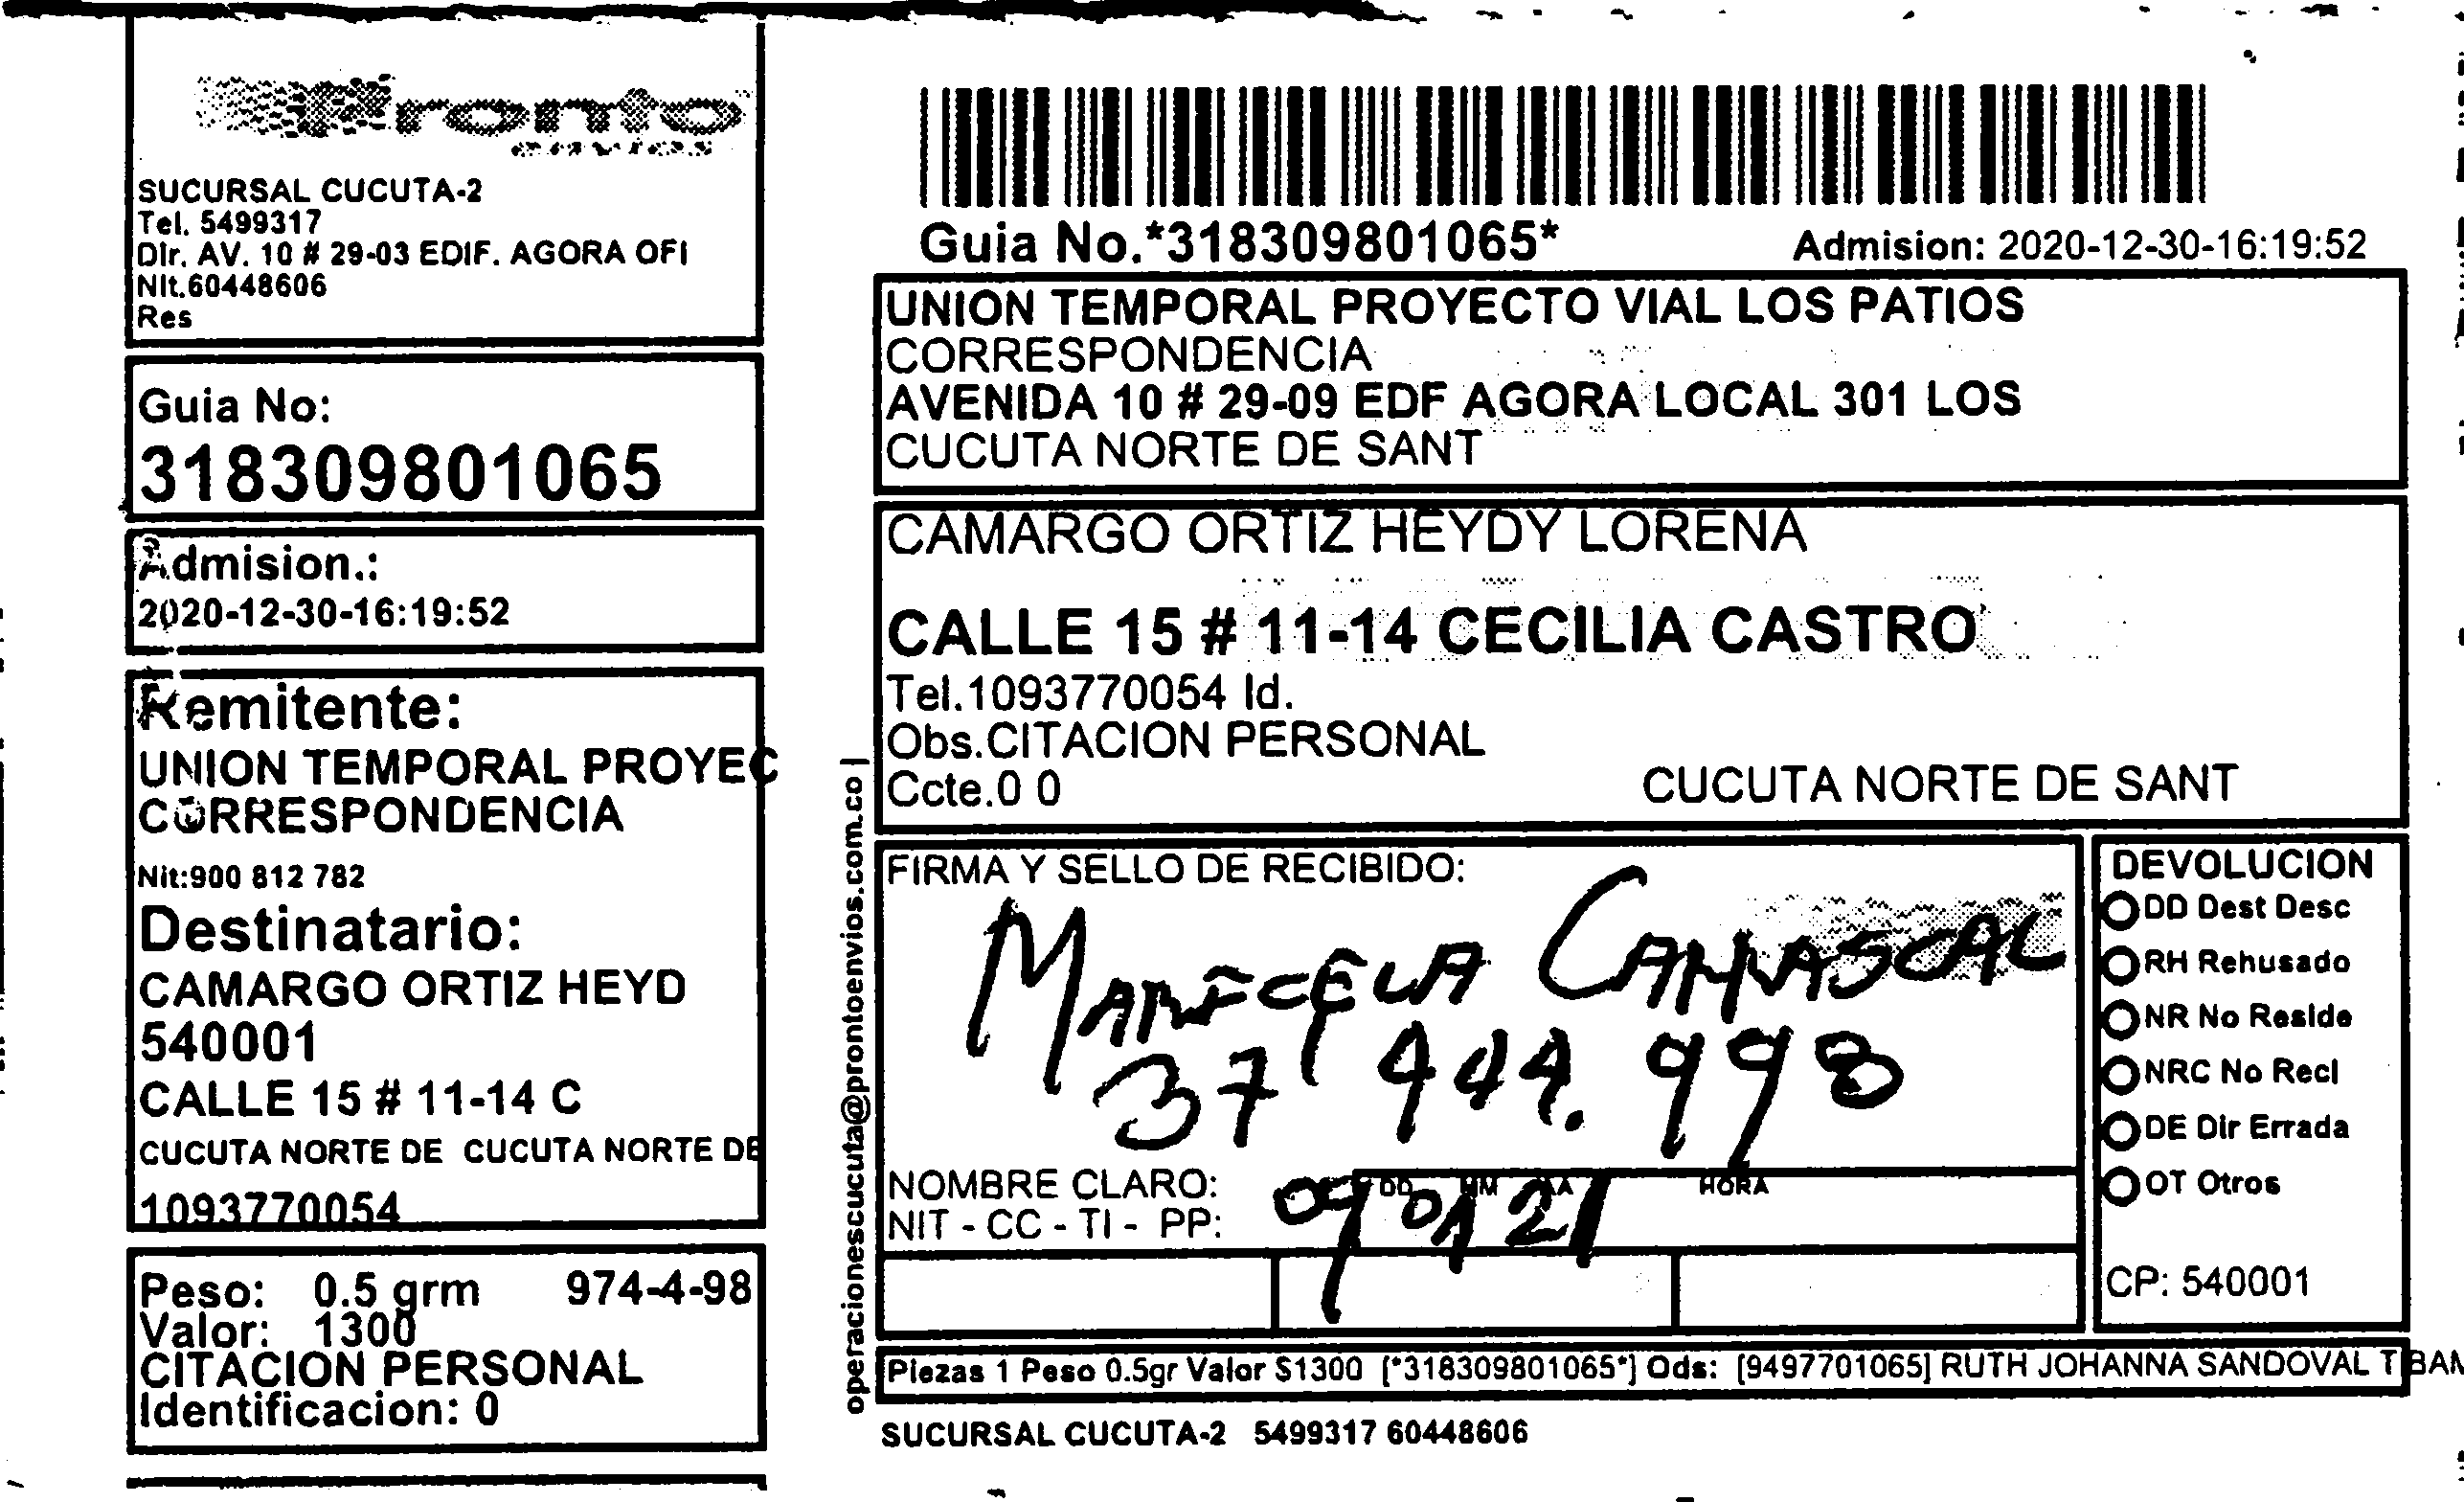 Pronto
envios
SUCURSAL CUCUTA-2
Tel. 5499317
Dir. AV. 10 # 29-03 EDIF. AGORA OFI
Nit.60448606
Res
Guia No:
318309801065
Admision.:
2020-12-30-16:19:52
Remitente:
UNION TEMPORAL PROYEC
CORRESPONDENCIA
Nit:900 812 782
Destinatario:
CAMARGO ORTIZ HEYD
540001
CALLE 15 # 11-14 C
CUCUTA NORTE DE CUCUTA NORTE DE
1093770054
Peso: 0.5 grm 974-4-98
Valor: 1300
CITACION PERSONAL
Identificacion: 0
operacionescucuta@prontoenvios.com.co |
Guia No.*318309801065* Admision: 2020-12-30-16:19:52
UNION TEMPORAL PROYECTO VIAL LOS PATIOS
CORRESPONDENCIA
AVENIDA 10 # 29-09 EDF AGORA LOCAL 301 LOS
CUCUTA NORTE DE SANT
CAMARGO ORTIZ HEYDY LORENA
CALLE 15 # 11-14 CECILIA CASTRO
Tel.1093770054 Id.
Obs.CITACION PERSONAL
Ccte.0 0 CUCUTA NORTE DE SANT
FIRMA Y SELLO DE RECIBIDO:
CARRASCAL
NOMBRE CLARO: DD MM AA HORA
NIT - CC - TI - PP: 09 01 21
DEVOLUCION
DD Dest Desc
RH Rehusado
NR No Reside
NRC No Recl
DE Dir Errada
OT Otros
CP: 540001
Piezas 1 Peso 0.5gr Valor $1300 [*318309801065*] Ods: [9497701065] RUTH JOHANNA SANDOVAL TIBAM
SUCURSAL CUCUTA-2 5499317 60448606